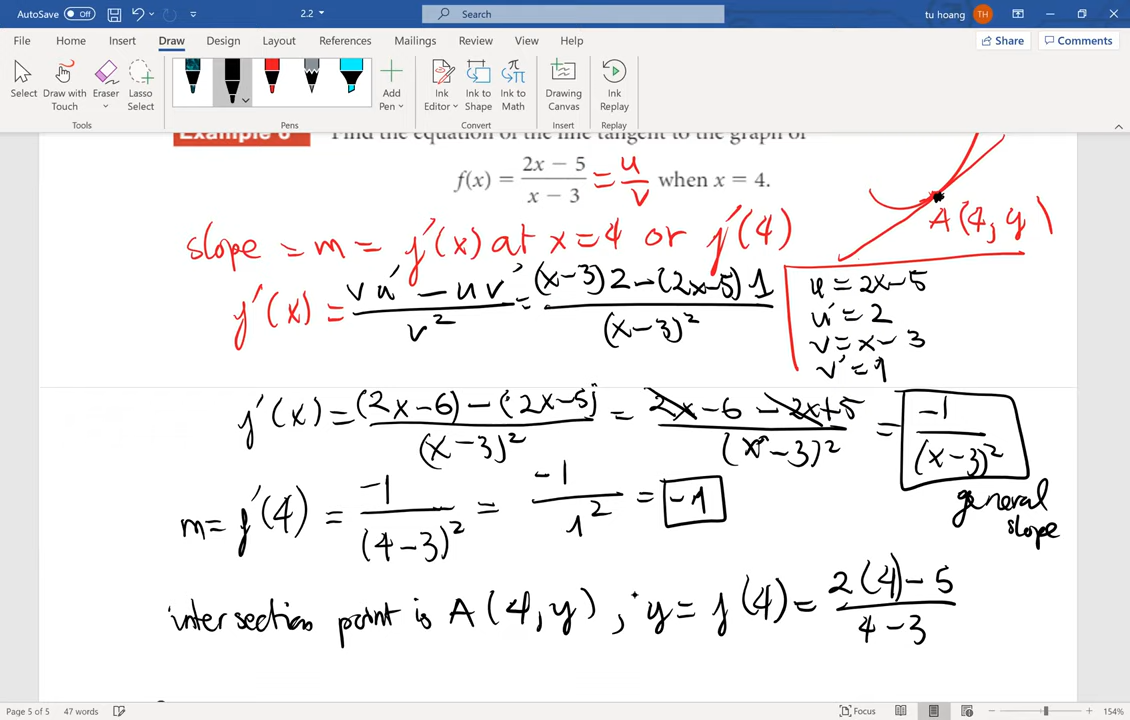 AutoSave Off 2.2 Search tu hoang TH
File Home Insert Draw Design Layout References Mailings Review View Help Share Comments
Select Draw with Touch Eraser Lasso Select Add Pen Ink Editor Ink to Shape Ink to Math Drawing Canvas Ink Replay
Tools Pens Convert Insert Replay
Find the equation of the line tangent to the graph of
f(x) = (2x − 5)/(x − 3) = u/v when x = 4.
A(4, y)
slope = m = f'(x) at x=4 or f'(4)
f'(x) = (v u' − u v')/v² = ((x−3)2 − (2x−5)1)/(x−3)²
u = 2x−5
u' = 2
v = x − 3
v' = 1
f'(x) = ((2x−6) − (2x−5))/(x−3)² = (2x − 6 − 2x + 5)/(x − 3)² = −1/(x−3)²
general
slope
m = f'(4) = −1/(4−3)² = −1/1² = −1
intersection point is A(4, y), y = f(4) = (2(4) − 5)/(4 − 3)
Page 5 of 5 47 words Focus 154%